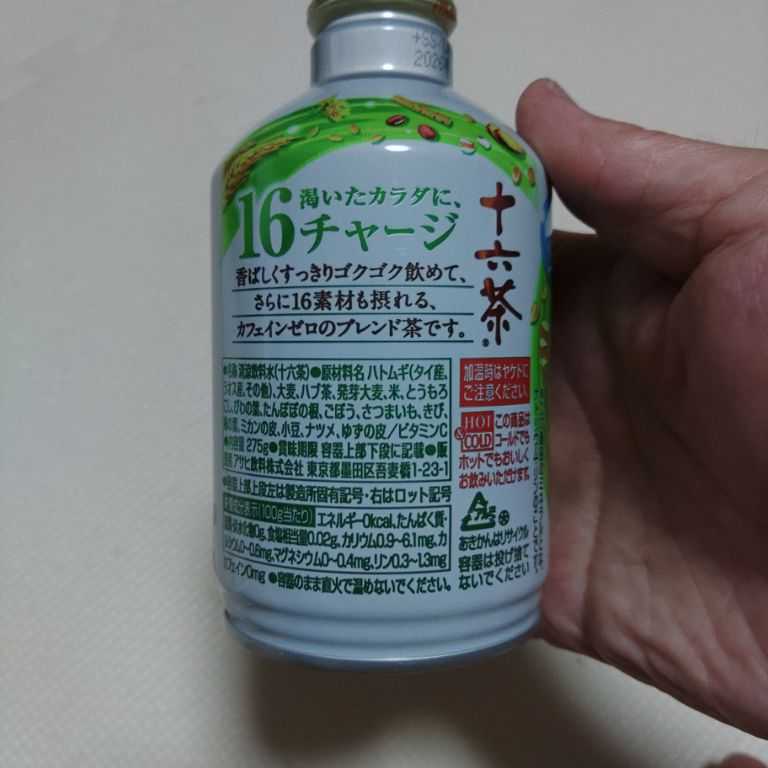 +SS
2026
渇いたカラダに、
16チャージ
香ばしくすっきりゴクゴク飲めて、
さらに16素材も摂れる、
カフェインゼロのブレンド茶です。
十六茶
●名称 清涼飲料水(十六茶)●原材料名 ハトムギ(タイ産、
ラオス産、その他)、大麦、ハブ茶、発芽大麦、米、とうもろ
こし、びわの葉、たんぽぽの根、ごぼう、さつまいも、きび、
の葉、ミカンの皮、小豆、ナツメ、ゆずの皮/ビタミンC
●内容量 275g●賞味期限 容器上部下段に記載●販
アサヒ飲料株式会社 東京都墨田区吾妻橋1-23-1
容器上部上段左は製造所固有記号・右はロット記号
栄養成分表示(100g当たり) エネルギー0kcal、たんぱく質・
脂質・炭水化物0g、食塩相当量0.02g、カリウム0.9~6.1mg、カ
ルシウム0~0.6mg、マグネシウム0~0.4mg、リン0.3~1.3mg
カフェイン0mg ●容器のまま直火で温めないでください。
加温時はヤケドに
ご注意ください。
HOT & COLD
この商品は
コールドでも
ホットでもおいしく
お飲みいただけます。
アルミ
あきかんはリサイクル
容器は投げ捨て
ないでください